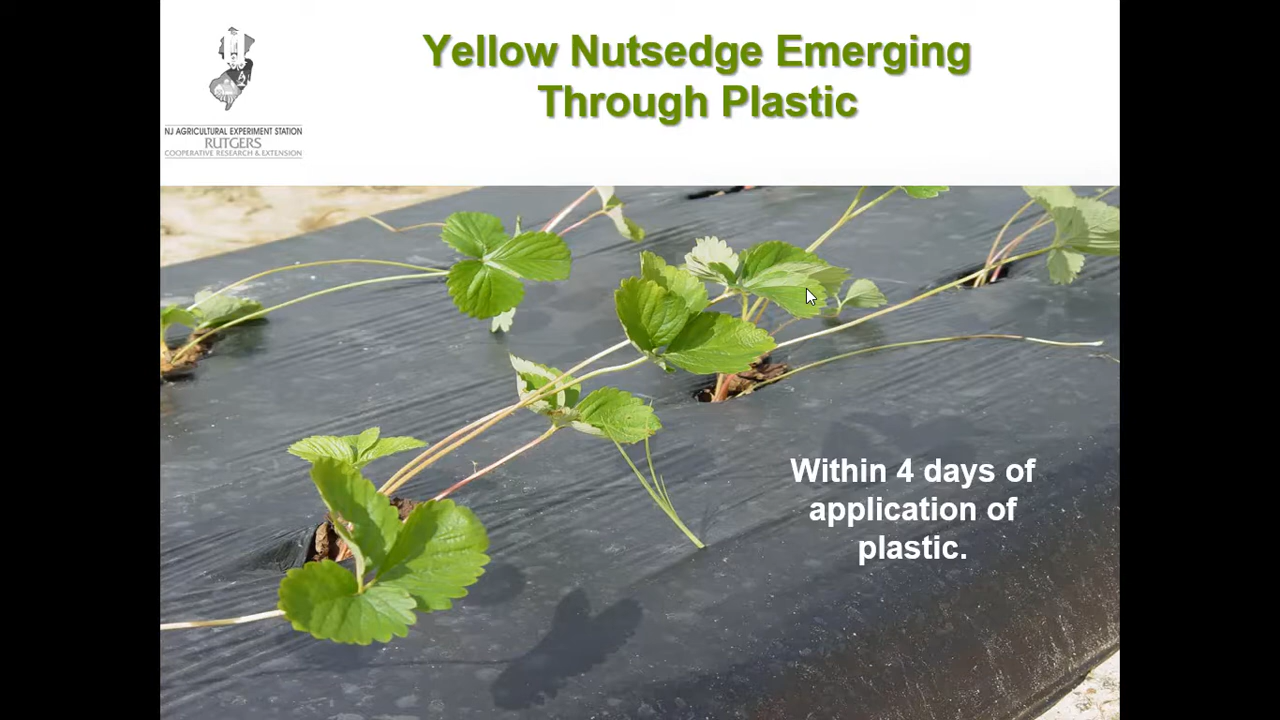 Yellow Nutsedge Emerging
Through Plastic
NJ AGRICULTURAL EXPERIMENT STATION
RUTGERS
COOPERATIVE RESEARCH & EXTENSION
Within 4 days of
application of
plastic.